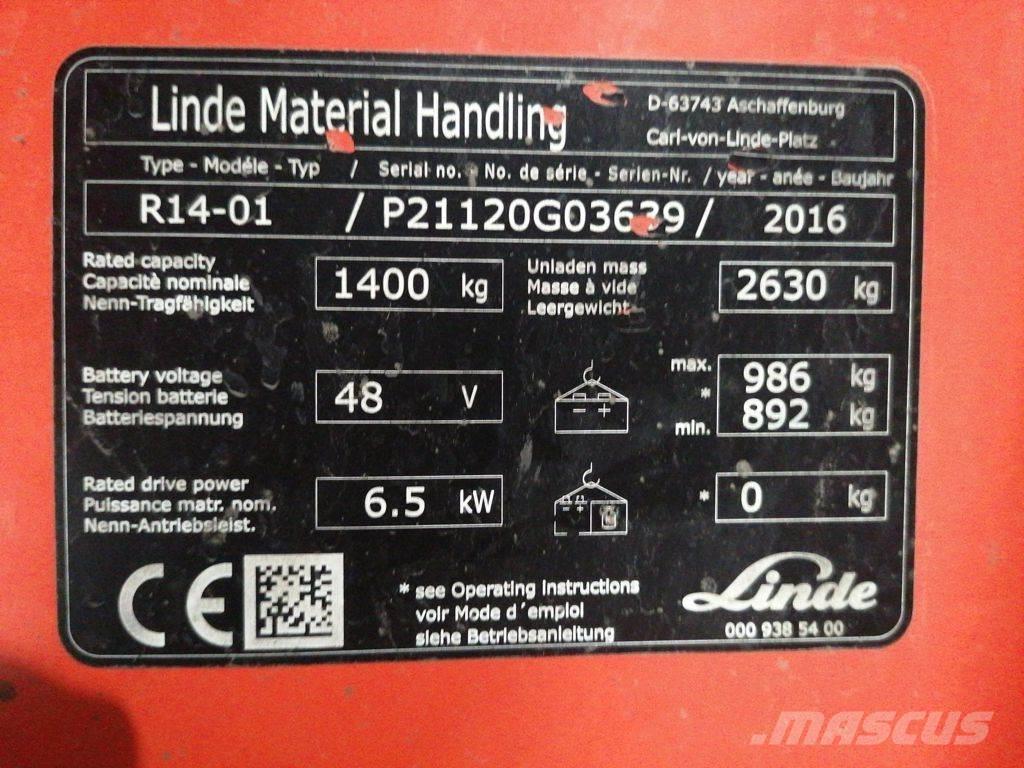 Linde Material Handling
D-63743 Aschaffenburg
Carl-von-Linde-Platz
Type - Modéle - Typ / Serial no. - No. de série - Serien-Nr. / year - anée - Baujahr
R14-01 / P21120G03639 / 2016
Rated capacity
Capacitè nominale
Nenn-Tragfähigkeit
1400 kg
Unladen mass
Masse à vide
Leergewicht
2630 kg
Battery voltage
Tension batterie
Batteriespannung
48 V
max. 986 kg
*
min. 892 kg
Rated drive power
Puissance matr. nom.
Nenn-Antriebsleist.
6.5 kW
* 0 kg
CE
* see Operating instructions
voir Mode d´emploi
siehe Betriebsanleitung
Linde
000 938 54 00
.MASCUS